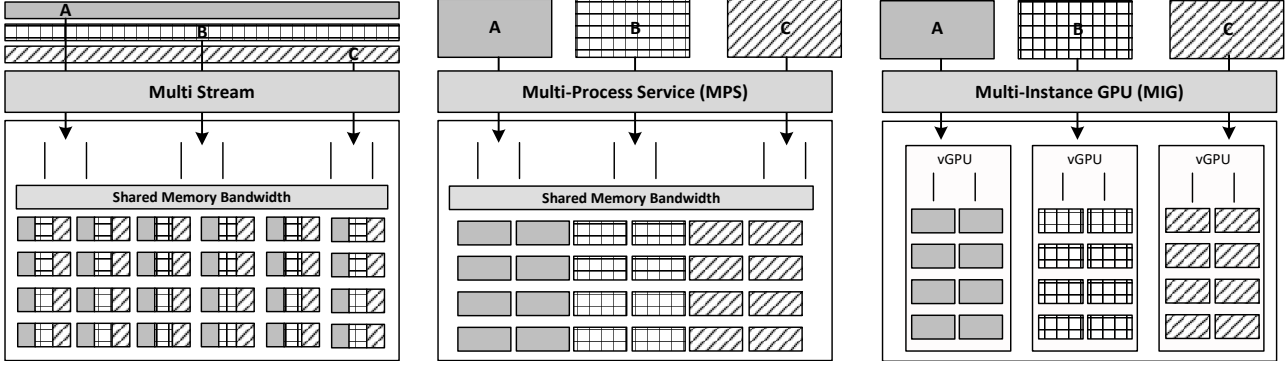 A
B
C
Multi Stream
Shared Memory Bandwidth
A
B
C
Multi-Process Service (MPS)
Shared Memory Bandwidth
A
B
C
Multi-Instance GPU (MIG)
vGPU
vGPU
vGPU